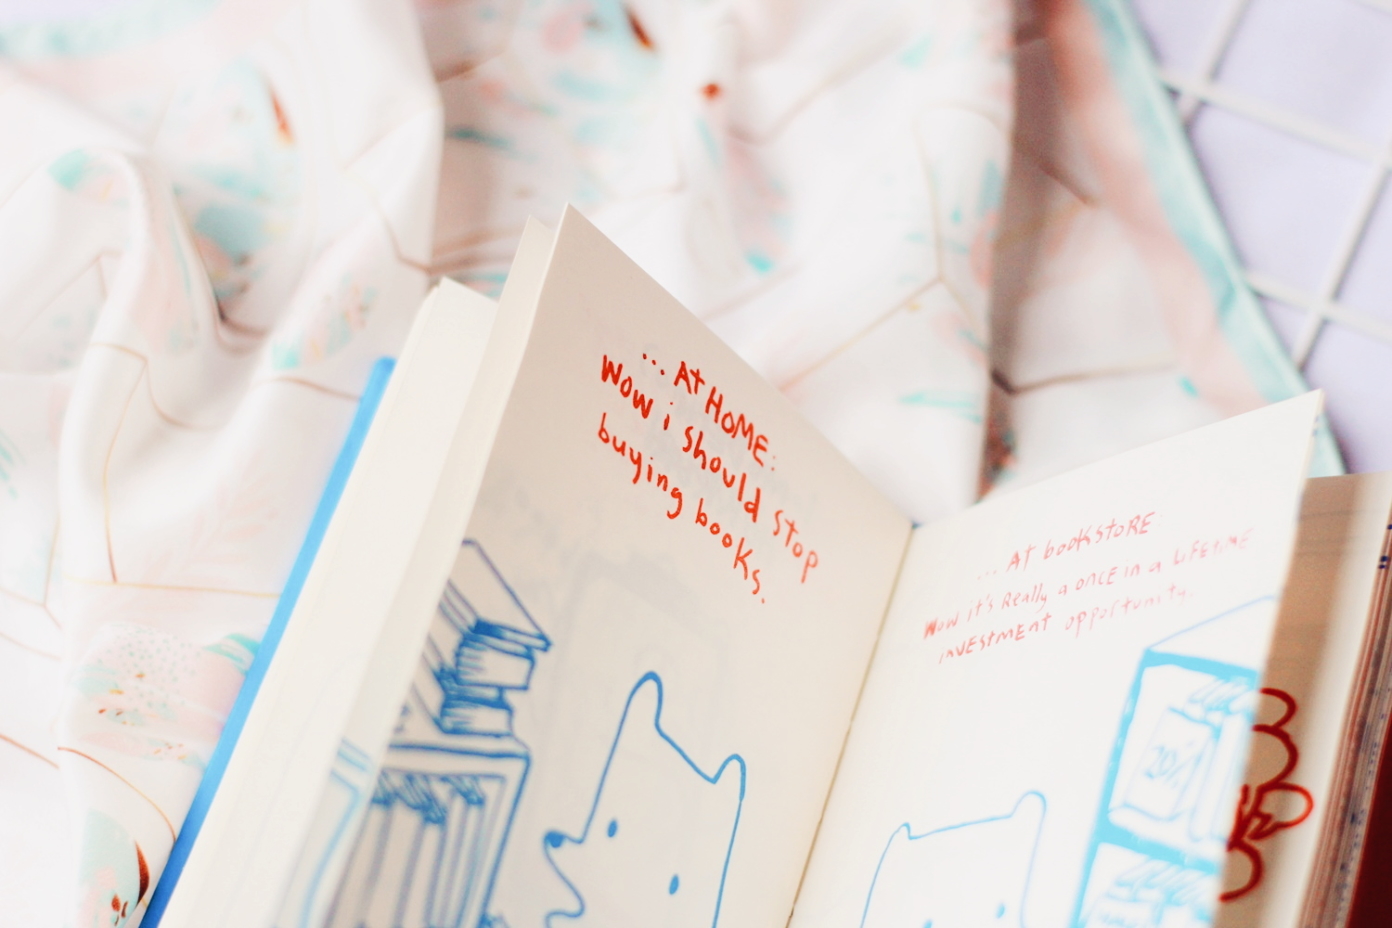 ... At HOME:
Wow i should stop
buying books.
... At bookstORE:
Wow it's Really a oncE in a LiFEtiME
invEstmEnt opportunity.
20%